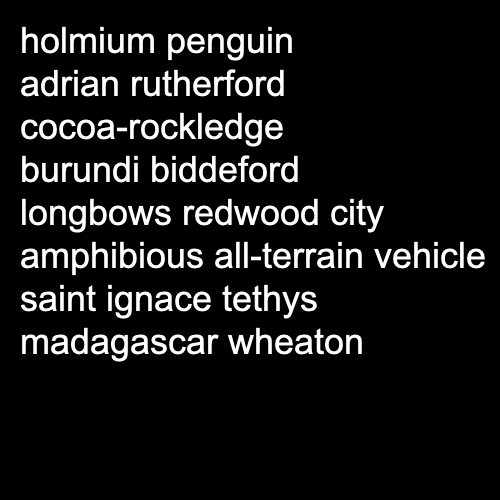 holmium penguin
adrian rutherford
cocoa-rockledge
burundi biddeford
longbows redwood city
amphibious all-terrain vehicle
saint ignace tethys
madagascar wheaton